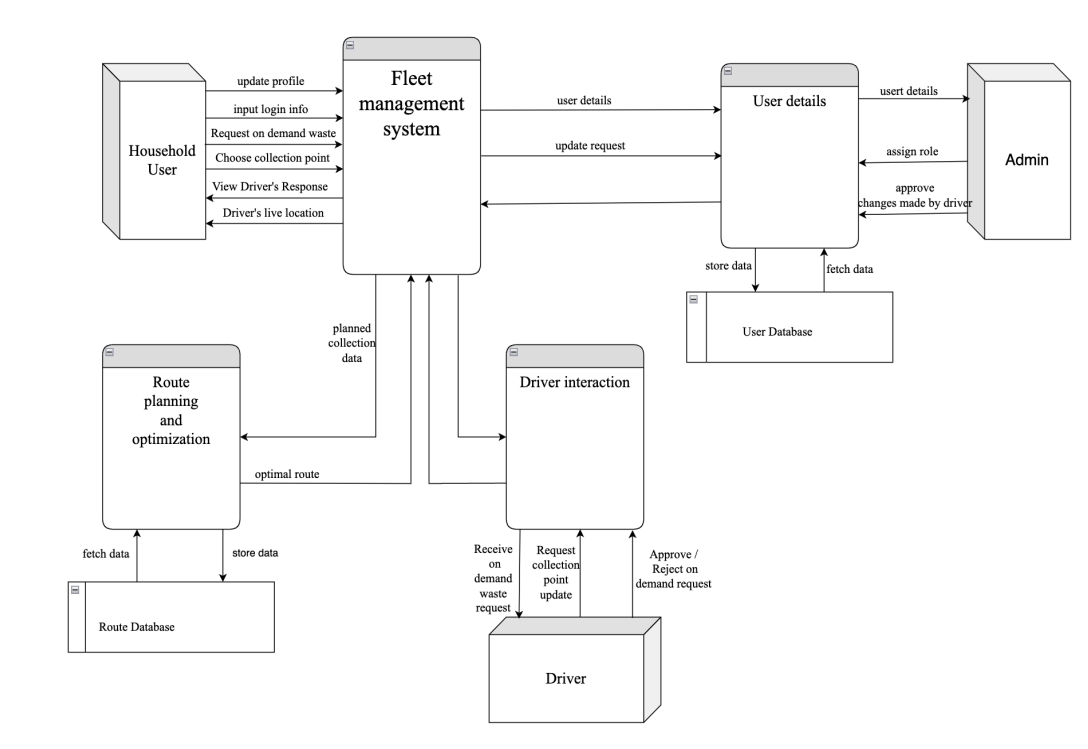 Fleet
management
system
User details
Household
User
Admin
update profile
input login info
Request on demand waste
Choose collection point
View Driver's Response
Driver's live location
user details
update request
usert details
assign role
approve
changes made by driver
store data
fetch data
User Database
planned
collection
data
Route
planning
and
optimization
Driver interaction
optimal route
fetch data
store data
Route Database
Receive
on
demand
waste
request
Request
collection
point
update
Approve /
Reject on
demand request
Driver